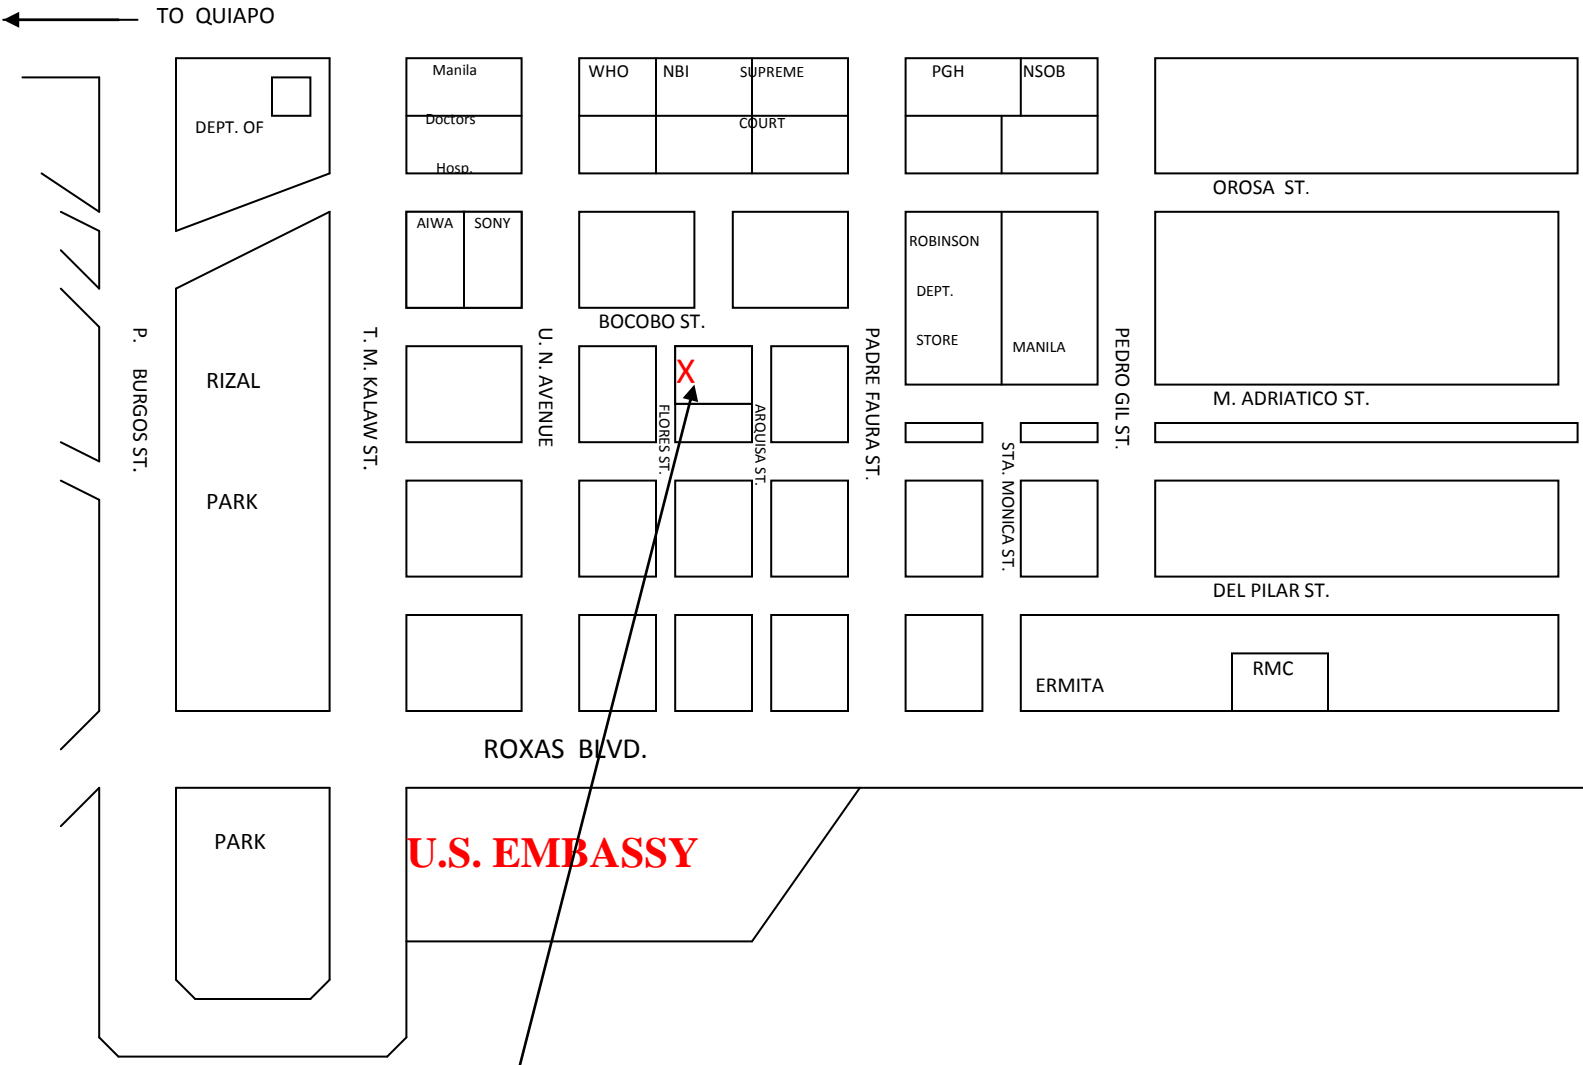 TO QUIAPO
Manila
Doctors
Hosp.
WHO
NBI
SUPREME
COURT
PGH
NSOB
DEPT. OF
OROSA ST.
AIWA
SONY
ROBINSON
DEPT.
STORE
MANILA
BOCOBO ST.
P. BURGOS ST.
RIZAL
PARK
T. M. KALAW ST.
U. N. AVENUE
X
FLORES ST.
ARQUISA ST.
PADRE FAURA ST.
PEDRO GIL ST.
M. ADRIATICO ST.
STA. MONICA ST.
DEL PILAR ST.
ERMITA
RMC
ROXAS BLVD.
PARK
U.S. EMBASSY